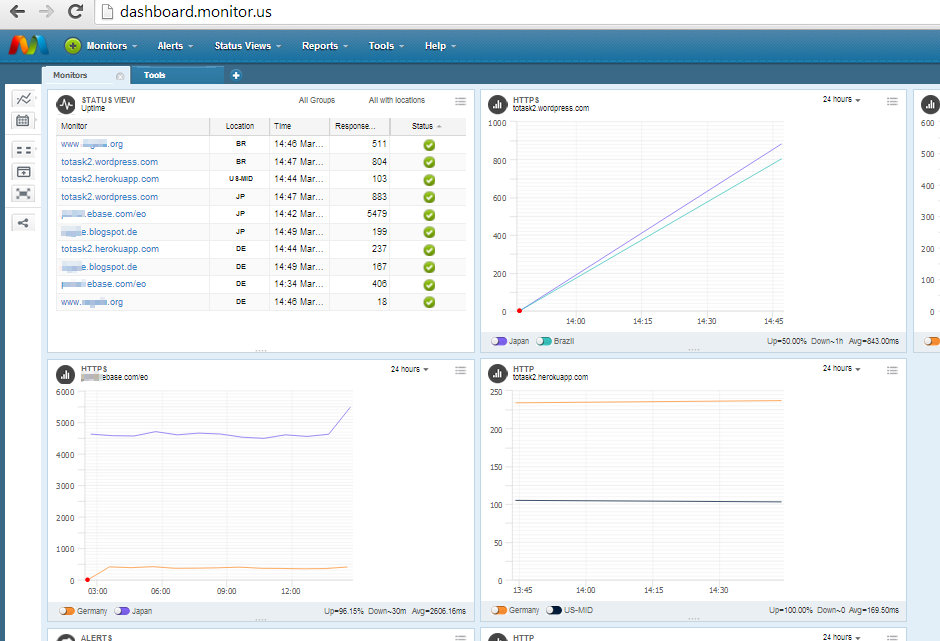 dashboard.monitor.us
Monitors Alerts Status Views Reports Tools Help
Monitors Tools
STATUS VIEW All Groups All with locations
Uptime
Monitor Location Time Response... Status
www. .org BR 14:46 Mar... 511
totask2.wordpress.com BR 14:47 Mar... 804
totask2.herokuapp.com US-MID 14:44 Mar... 103
totask2.wordpress.com JP 14:47 Mar... 883
.ebase.com/eo JP 14:42 Mar... 5479
e.blogspot.de JP 14:49 Mar... 199
totask2.herokuapp.com DE 14:44 Mar... 237
e.blogspot.de DE 14:49 Mar... 167
ebase.com/eo DE 14:34 Mar... 406
www. .org DE 14:46 Mar... 18
HTTPS 24 hours
totask2.wordpress.com
1000
800
600
400
200
0
14:00 14:15 14:30 14:45
Japan Brazil Up=50.00% Down~1h Avg=843.00ms
600
500
400
300
200
100
0
HTTPS 24 hours
ebase.com/eo
6000
5000
4000
3000
2000
1000
0
03:00 06:00 09:00 12:00
Germany Japan Up=96.15% Down~30m Avg=2606.16ms
HTTP 24 hours
totask2.herokuapp.com
250
200
150
100
50
0
13:45 14:00 14:15 14:30
Germany US-MID Up=100.00% Down~0 Avg=169.50ms
ALERTS
HTTP 24 hours